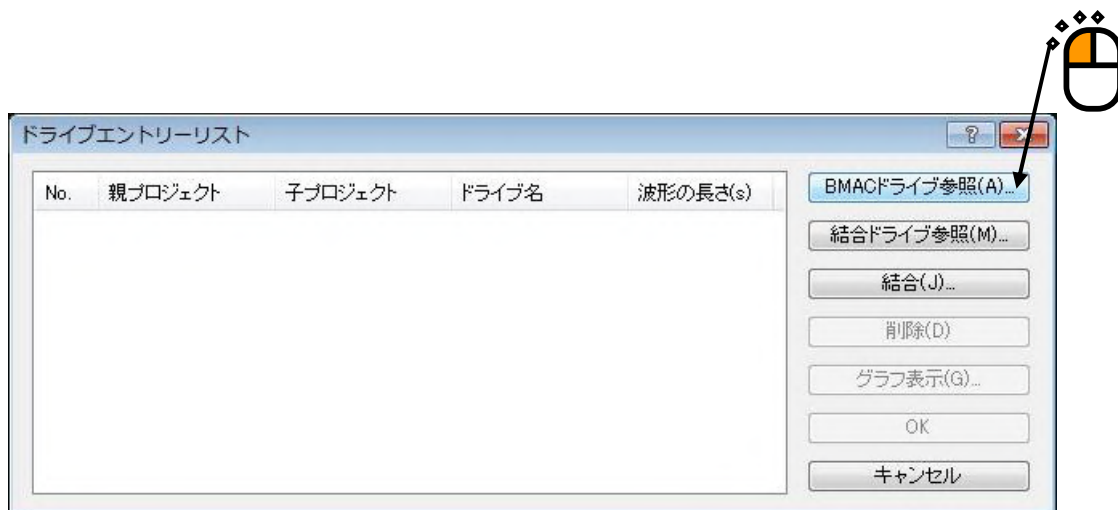 ドライブエントリーリスト
No. 親プロジェクト 子プロジェクト ドライブ名 波形の長さ(s)
BMACドライブ参照(A)...
結合ドライブ参照(M)...
結合(J)...
削除(D)
グラフ表示(G)...
OK
キャンセル